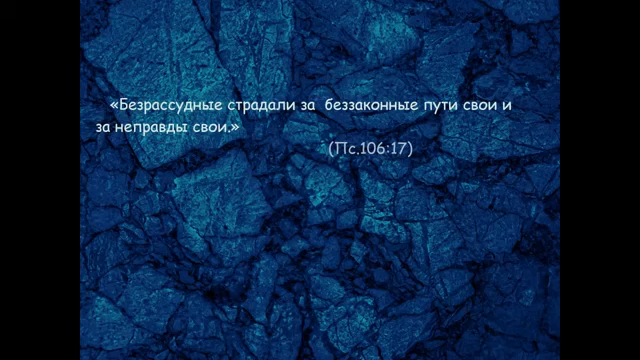 «Безрассудные страдали за беззаконные пути свои и
за неправды свои.»
(Пс.106:17)